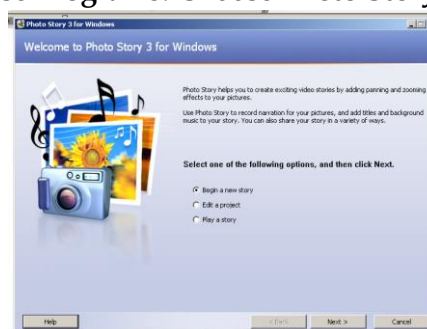 Photo Story 3 for Windows
Welcome to Photo Story 3 for Windows
Photo Story helps you to create exciting video stories by adding panning and zooming
effects to your pictures.
Use Photo Story to record narration for your pictures, and add titles and background
music to your story. You can also share your story in a variety of ways.
Select one of the following options, and then click Next.
Begin a new story
Edit a project
Play a story
Help
< Back
Next >
Cancel